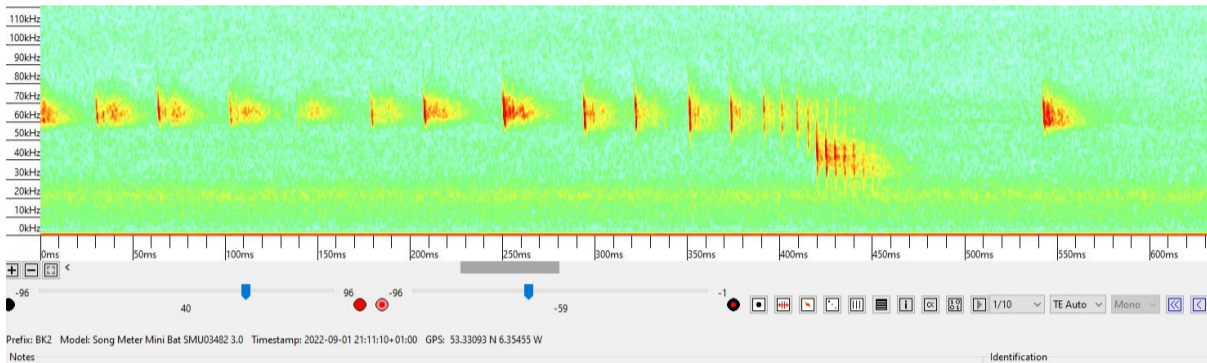 110kHz
100kHz
90kHz
80kHz
70kHz
60kHz
50kHz
40kHz
30kHz
20kHz
10kHz
0kHz
0ms 50ms 100ms 150ms 200ms 250ms 300ms 350ms 400ms 450ms 500ms 550ms 600ms
-96 96 -96 -1
40 -59
1/10 TE Auto Mono
Prefix: BK2 Model: Song Meter Mini Bat SMU03482 3.0 Timestamp: 2022-09-01 21:11:10+01:00 GPS: 53.33093 N 6.35455 W
Notes Identification